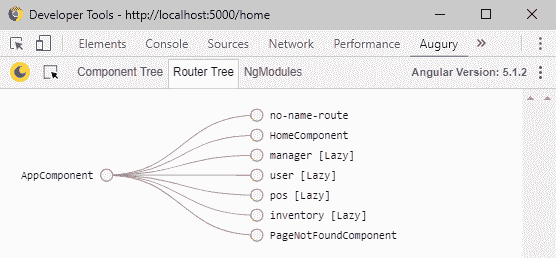 Developer Tools - http://localhost:5000/home
Elements Console Sources Network Memory Augury »
Component Tree Router Tree NgModules Angular Version: 5.1.2
no-name-route
HomeComponent
manager [Lazy]
AppComponent user [Lazy]
pos [Lazy]
inventory [Lazy]
PageNotFoundComponent